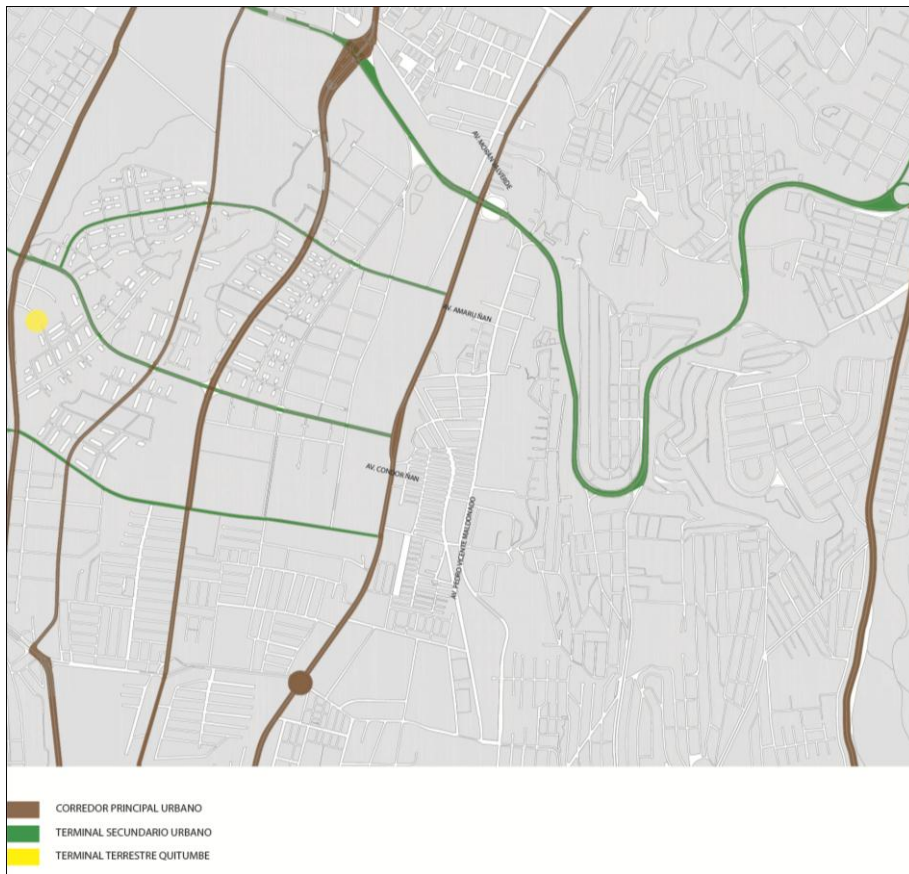 AV. MORAN VALVERDE
AV. AMARU ÑAN
AV. CONDOR ÑAN
AV. PEDRO VICENTE MALDONADO
CORREDOR PRINCIPAL URBANO
TERMINAL SECUNDARIO URBANO
TERMINAL TERRESTRE QUITUMBE